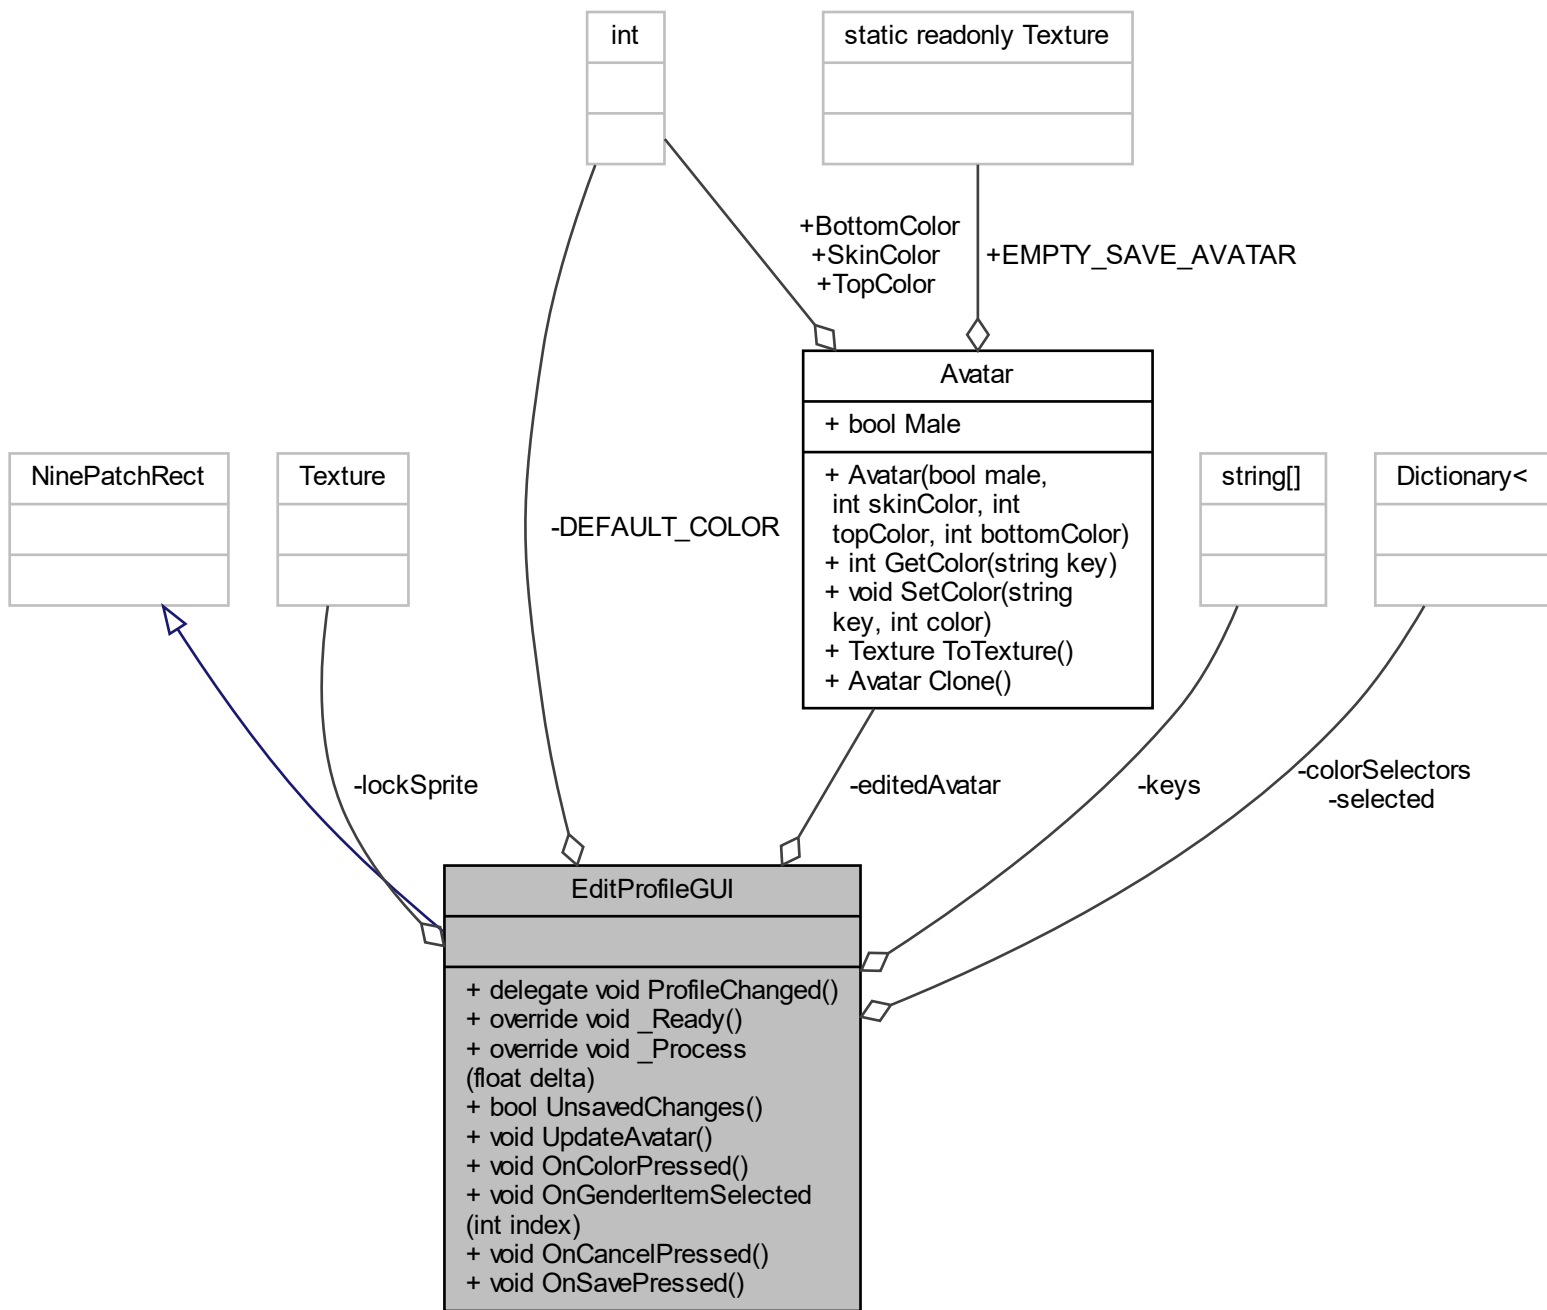 int
static readonly Texture
+BottomColor
+SkinColor
+TopColor
+EMPTY_SAVE_AVATAR
Avatar
+ bool Male
+ Avatar(bool male,
int skinColor, int
topColor, int bottomColor)
+ int GetColor(string key)
+ void SetColor(string
key, int color)
+ Texture ToTexture()
+ Avatar Clone()
NinePatchRect
Texture
string[]
Dictionary<
-DEFAULT_COLOR
-lockSprite
-editedAvatar
-keys
-colorSelectors
-selected
EditProfileGUI
+ delegate void ProfileChanged()
+ override void _Ready()
+ override void _Process
(float delta)
+ bool UnsavedChanges()
+ void UpdateAvatar()
+ void OnColorPressed()
+ void OnGenderItemSelected
(int index)
+ void OnCancelPressed()
+ void OnSavePressed()